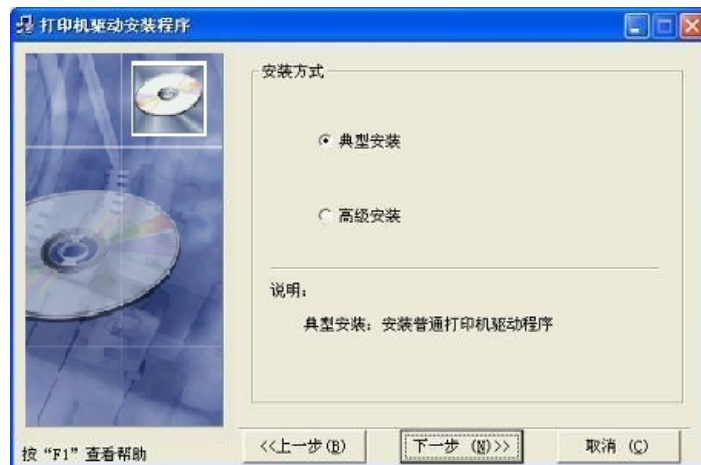 打印机驱动安装程序
安装方式
典型安装
高级安装
说明:
典型安装: 安装普通打印机驱动程序
按 “F1” 查看帮助
<<上一步(B)
下一步 (N)>>
取消 (C)